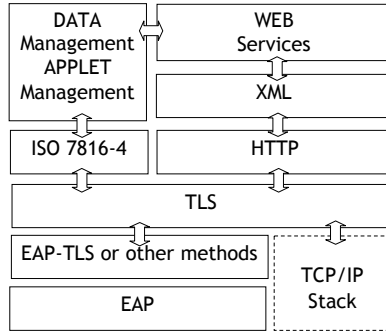 DATA
Management
APPLET
Management
WEB
Services
XML
ISO 7816-4
HTTP
TLS
EAP-TLS or other methods
TCP/IP
Stack
EAP